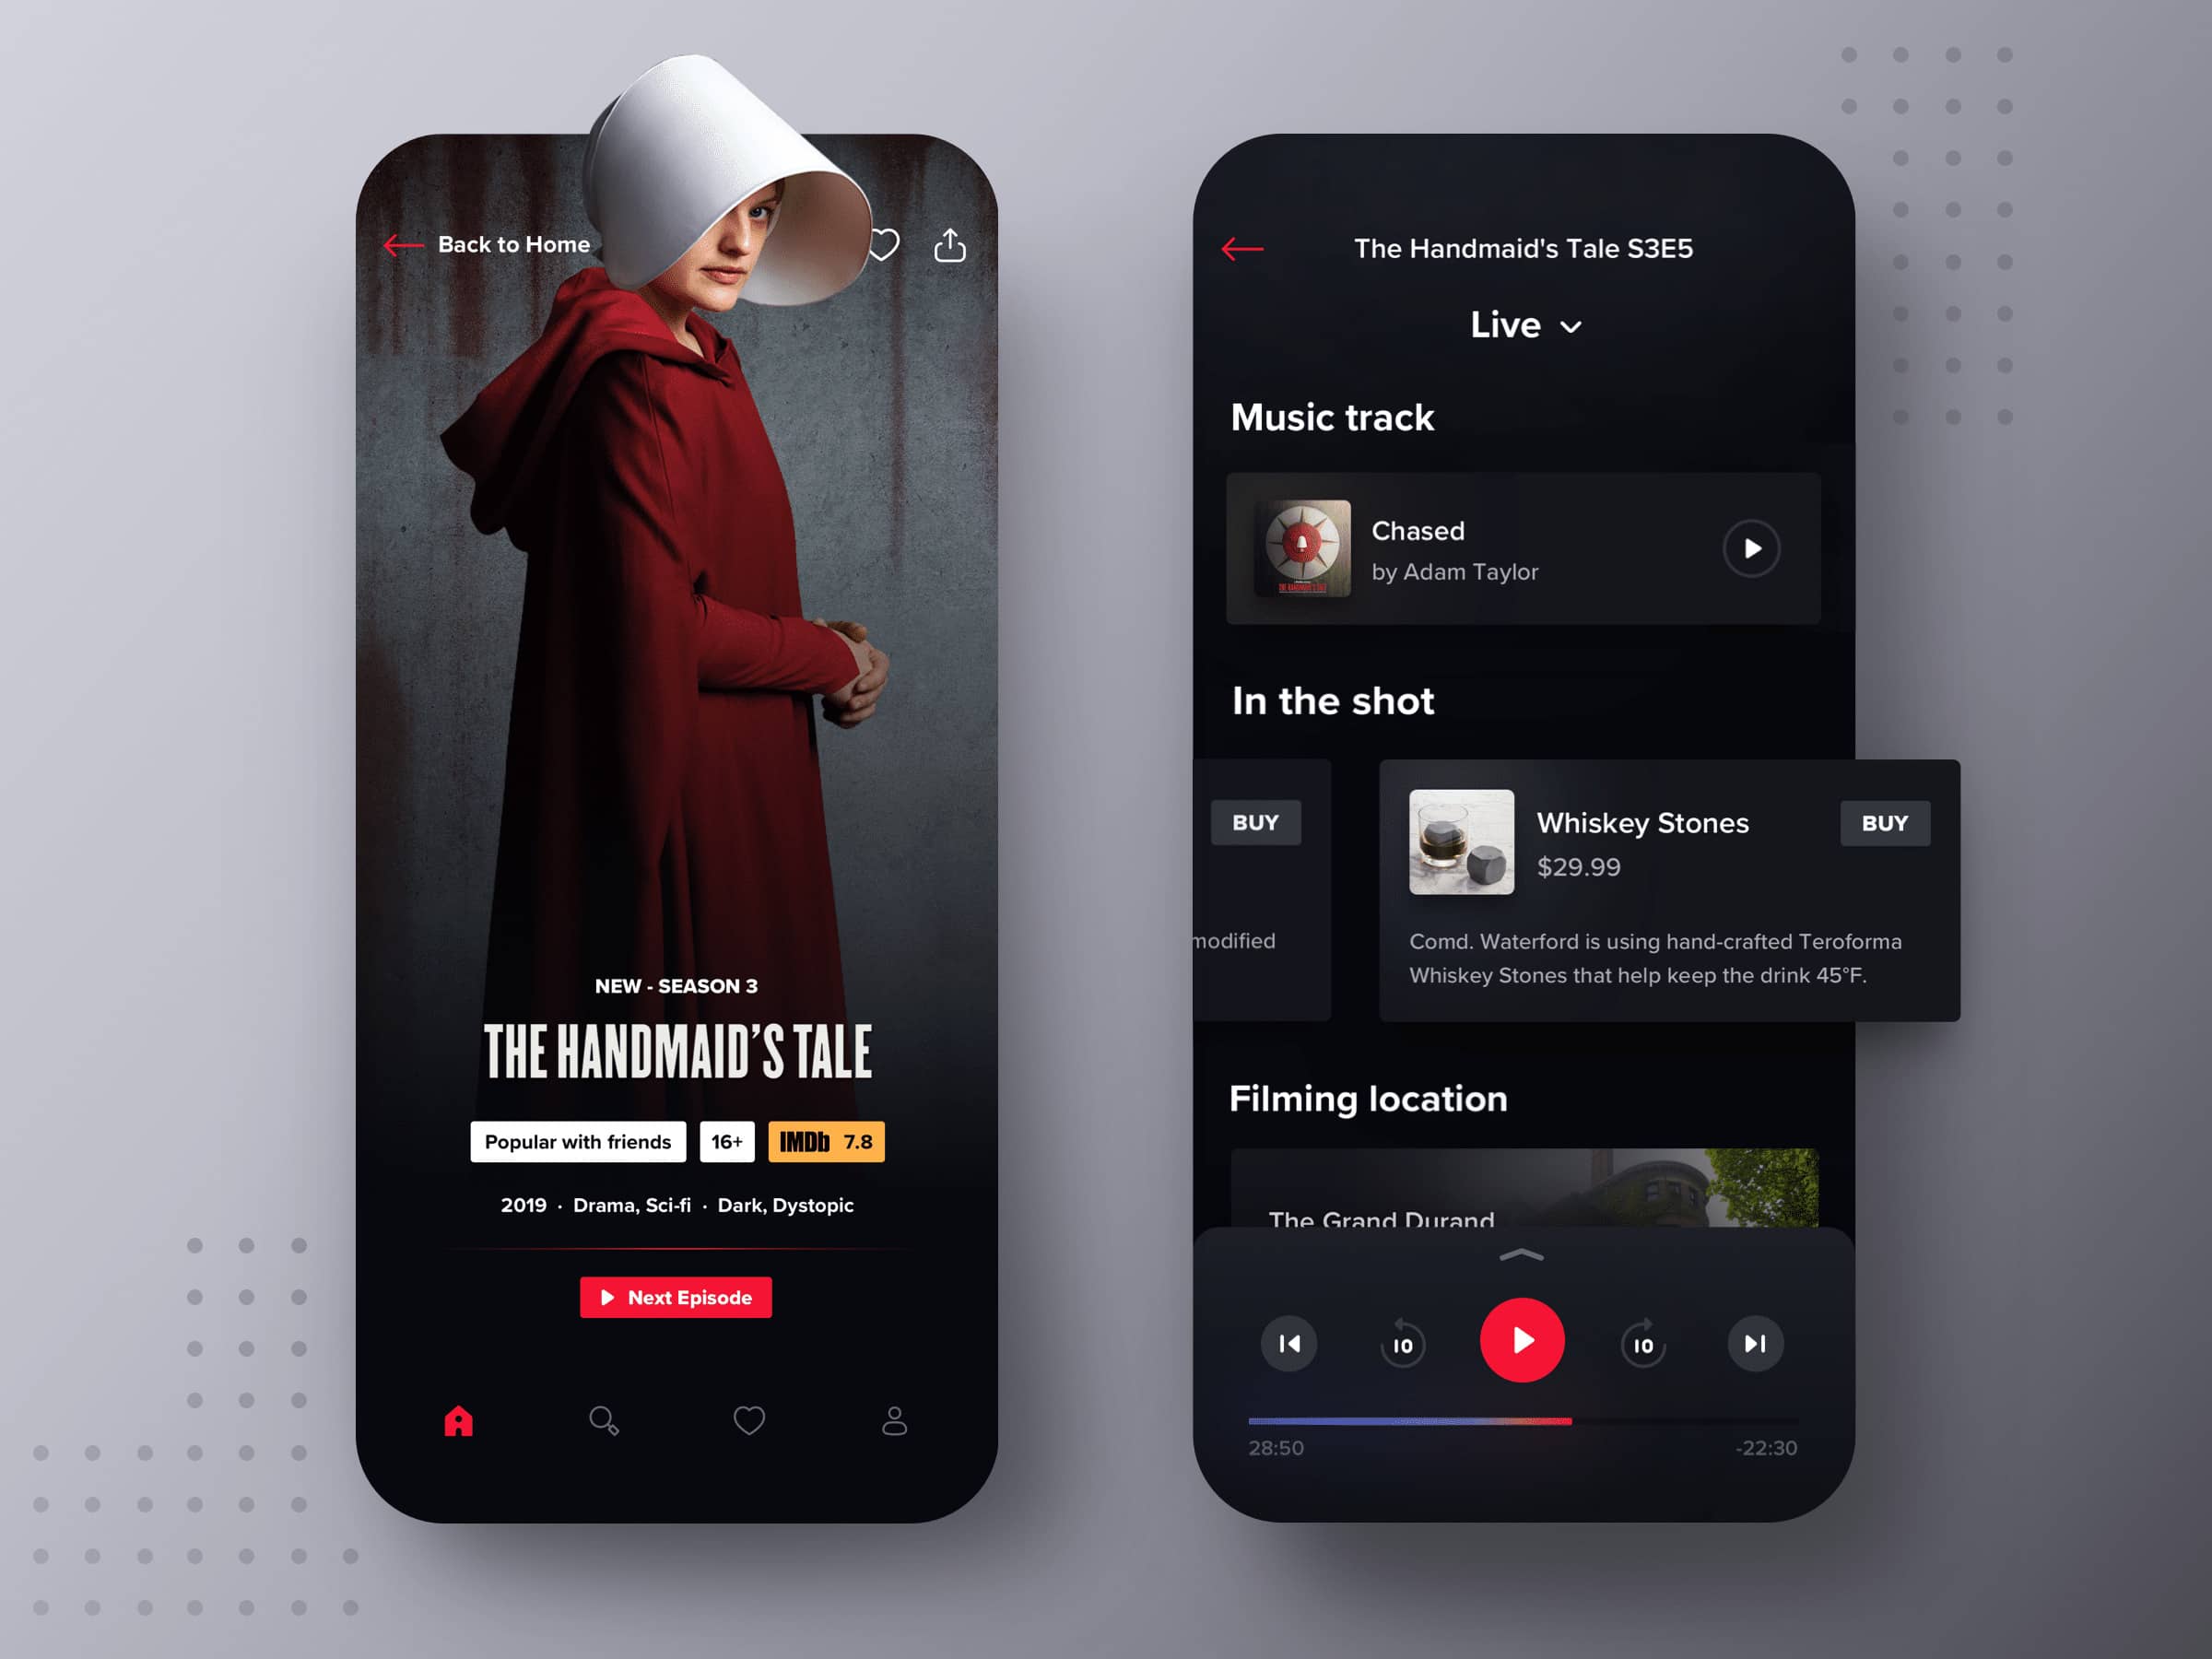 Back to Home
NEW - SEASON 3
THE HANDMAID'S TALE
Popular with friends
16+
IMDb 7.8
2019 · Drama, Sci-fi · Dark, Dystopic
Next Episode
The Handmaid's Tale S3E5
Live
Music track
Chased
by Adam Taylor
THE HANDMAID'S TALE
In the shot
BUY
modified
Whiskey Stones
$29.99
BUY
Comd. Waterford is using hand-crafted Teroforma
Whiskey Stones that help keep the drink 45°F.
Filming location
The Grand Durand
10
10
28:50
-22:30